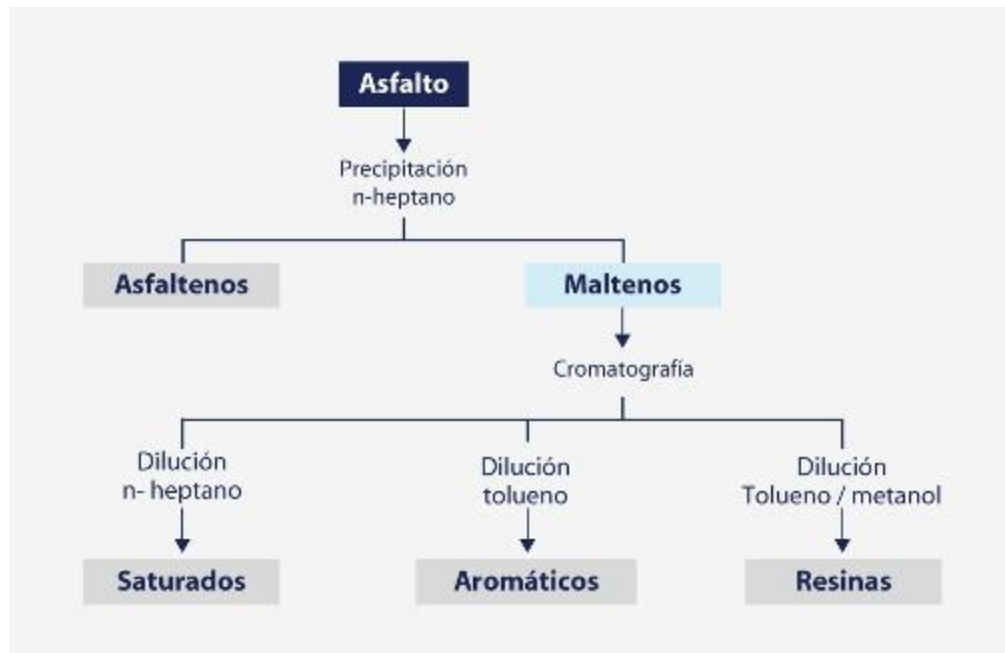 Asfalto
Precipitación
n-heptano
Asfaltenos
Maltenos
Cromatografía
Dilución
n- heptano
Dilución
tolueno
Dilución
Tolueno / metanol
Saturados
Aromáticos
Resinas